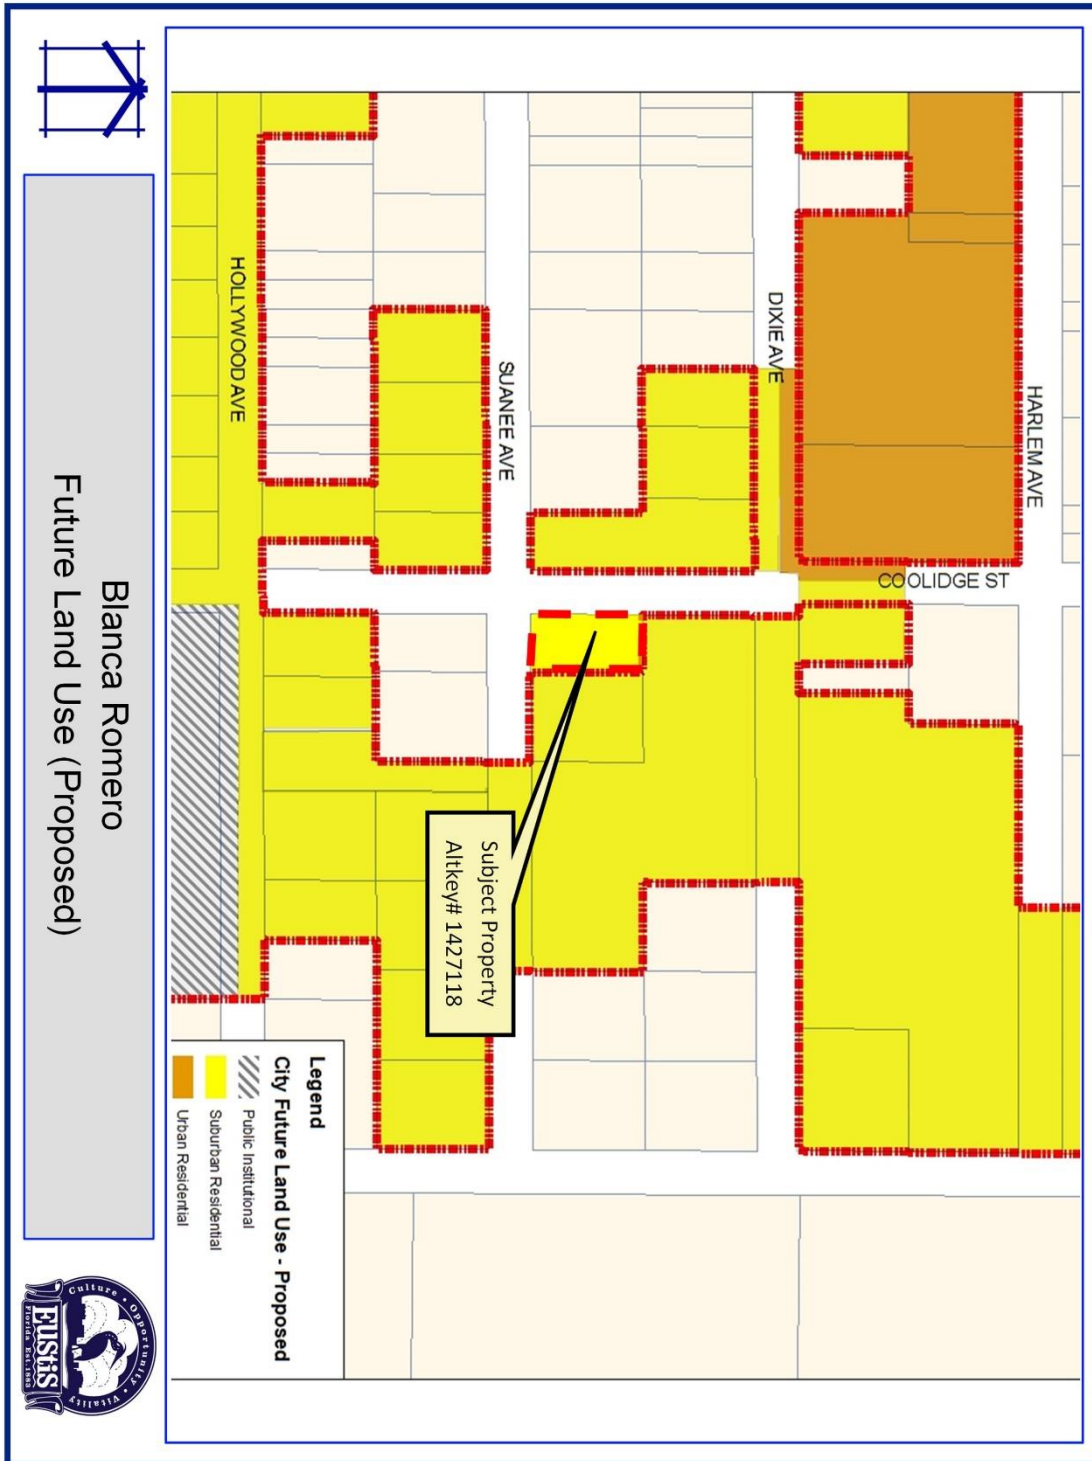 HARLEM AVE
COOLIDGE ST
DIXIE AVE
SUANEE AVE
Subject Property
Altkey# 1427118
HOLLYWOOD AVE
Legend
City Future Land Use - Proposed
Public Institutional
Suburban Residential
Urban Residential
Blanca Romero
Future Land Use (Proposed)
Culture • Opportunity • Vitality
EUStiS
Florida Est.1883